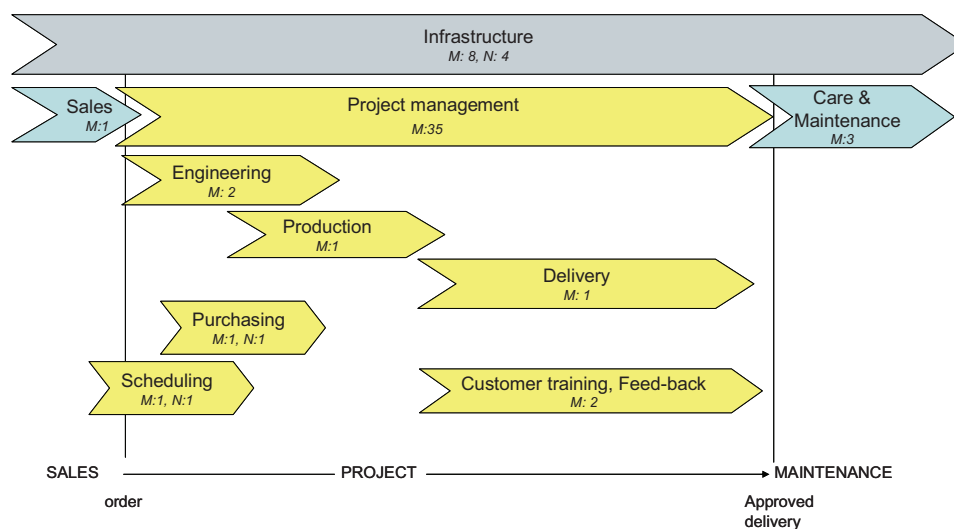 Infrastructure
M: 8, N: 4
Sales
M:1
Project management
M:35
Care &
Maintenance
M:3
Engineering
M: 2
Production
M:1
Delivery
M: 1
Purchasing
M:1, N:1
Scheduling
M:1, N:1
Customer training, Feed-back
M: 2
SALES
PROJECT
MAINTENANCE
order
Approved
delivery